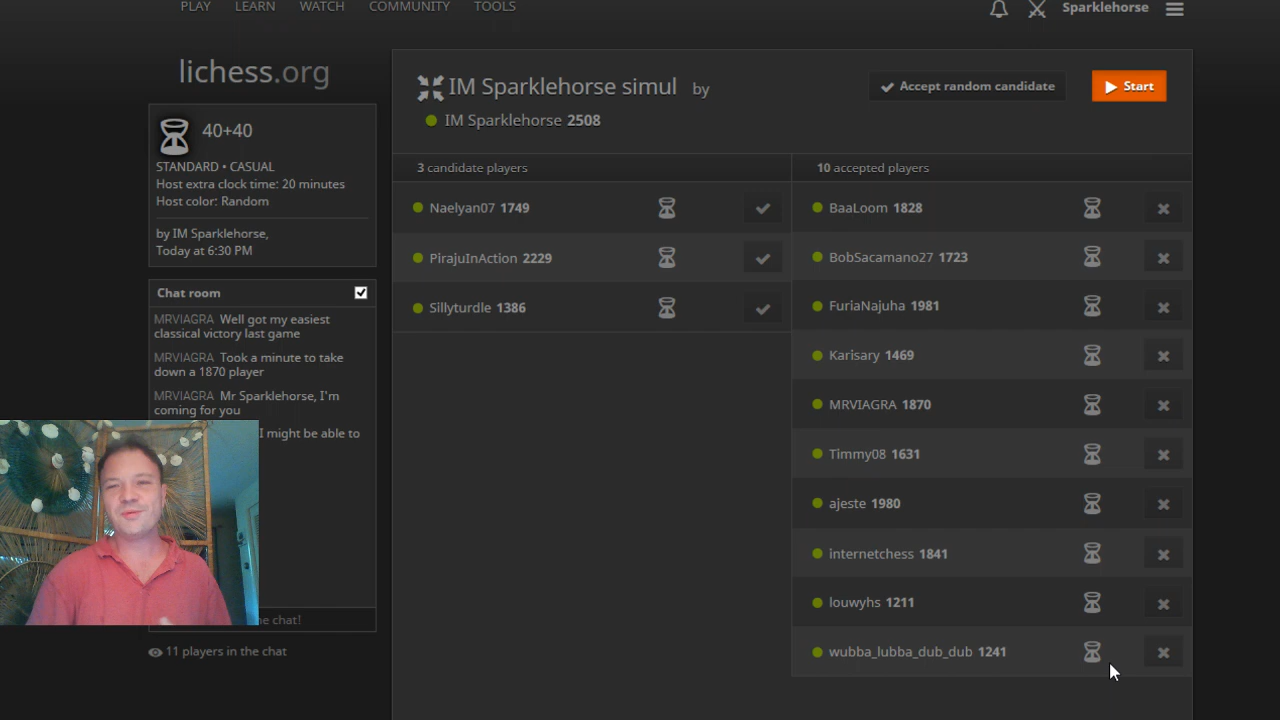 PLAY LEARN WATCH COMMUNITY TOOLS Sparklehorse
lichess.org
40+40
STANDARD • CASUAL
Host extra clock time: 20 minutes
Host color: Random
by IM Sparklehorse,
Today at 6:30 PM
Chat room
MRVIAGRA Well got my easiest
classical victory last game
MRVIAGRA Took a minute to take
down a 1870 player
MRVIAGRA Mr Sparklehorse, I'm
coming for you
I might be able to
he chat!
11 players in the chat
IM Sparklehorse simul by
IM Sparklehorse 2508
Accept random candidate
Start
3 candidate players
Naelyan07 1749
PirajuInAction 2229
Sillyturdle 1386
10 accepted players
BaaLoom 1828
BobSacamano27 1723
FuriaNajuha 1981
Karisary 1469
MRVIAGRA 1870
Timmy08 1631
ajeste 1980
internetchess 1841
louwyhs 1211
wubba_lubba_dub_dub 1241